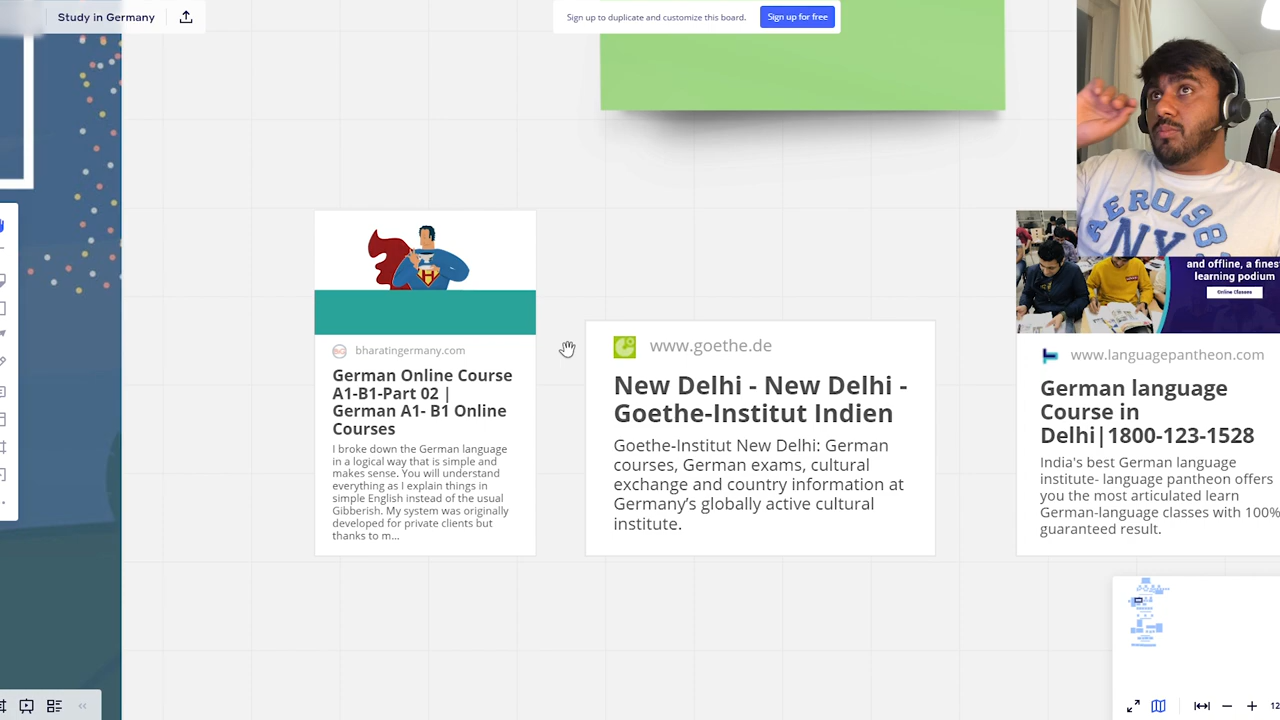 Study in Germany
Sign up to duplicate and customize this board.
Sign up for free
bharatingermany.com
German Online Course
A1-B1-Part 02 |
German A1- B1 Online
Courses
I broke down the German language
in a logical way that is simple and
makes sense. You will understand
everything as I explain things in
simple English instead of the usual
Gibberish. My system was originally
developed for private clients but
thanks to m...
www.goethe.de
New Delhi - New Delhi -
Goethe-Institut Indien
Goethe-Institut New Delhi: German
courses, German exams, cultural
exchange and country information at
Germany's globally active cultural
institute.
AERO198
NY
and offline, a finest
learning podium
Online Classes
www.languagepantheon.com
German language
Course in
Delhi|1800-123-1528
India's best German language
institute- language pantheon offers
you the most articulated learn
German-language classes with 100%
guaranteed result.
12